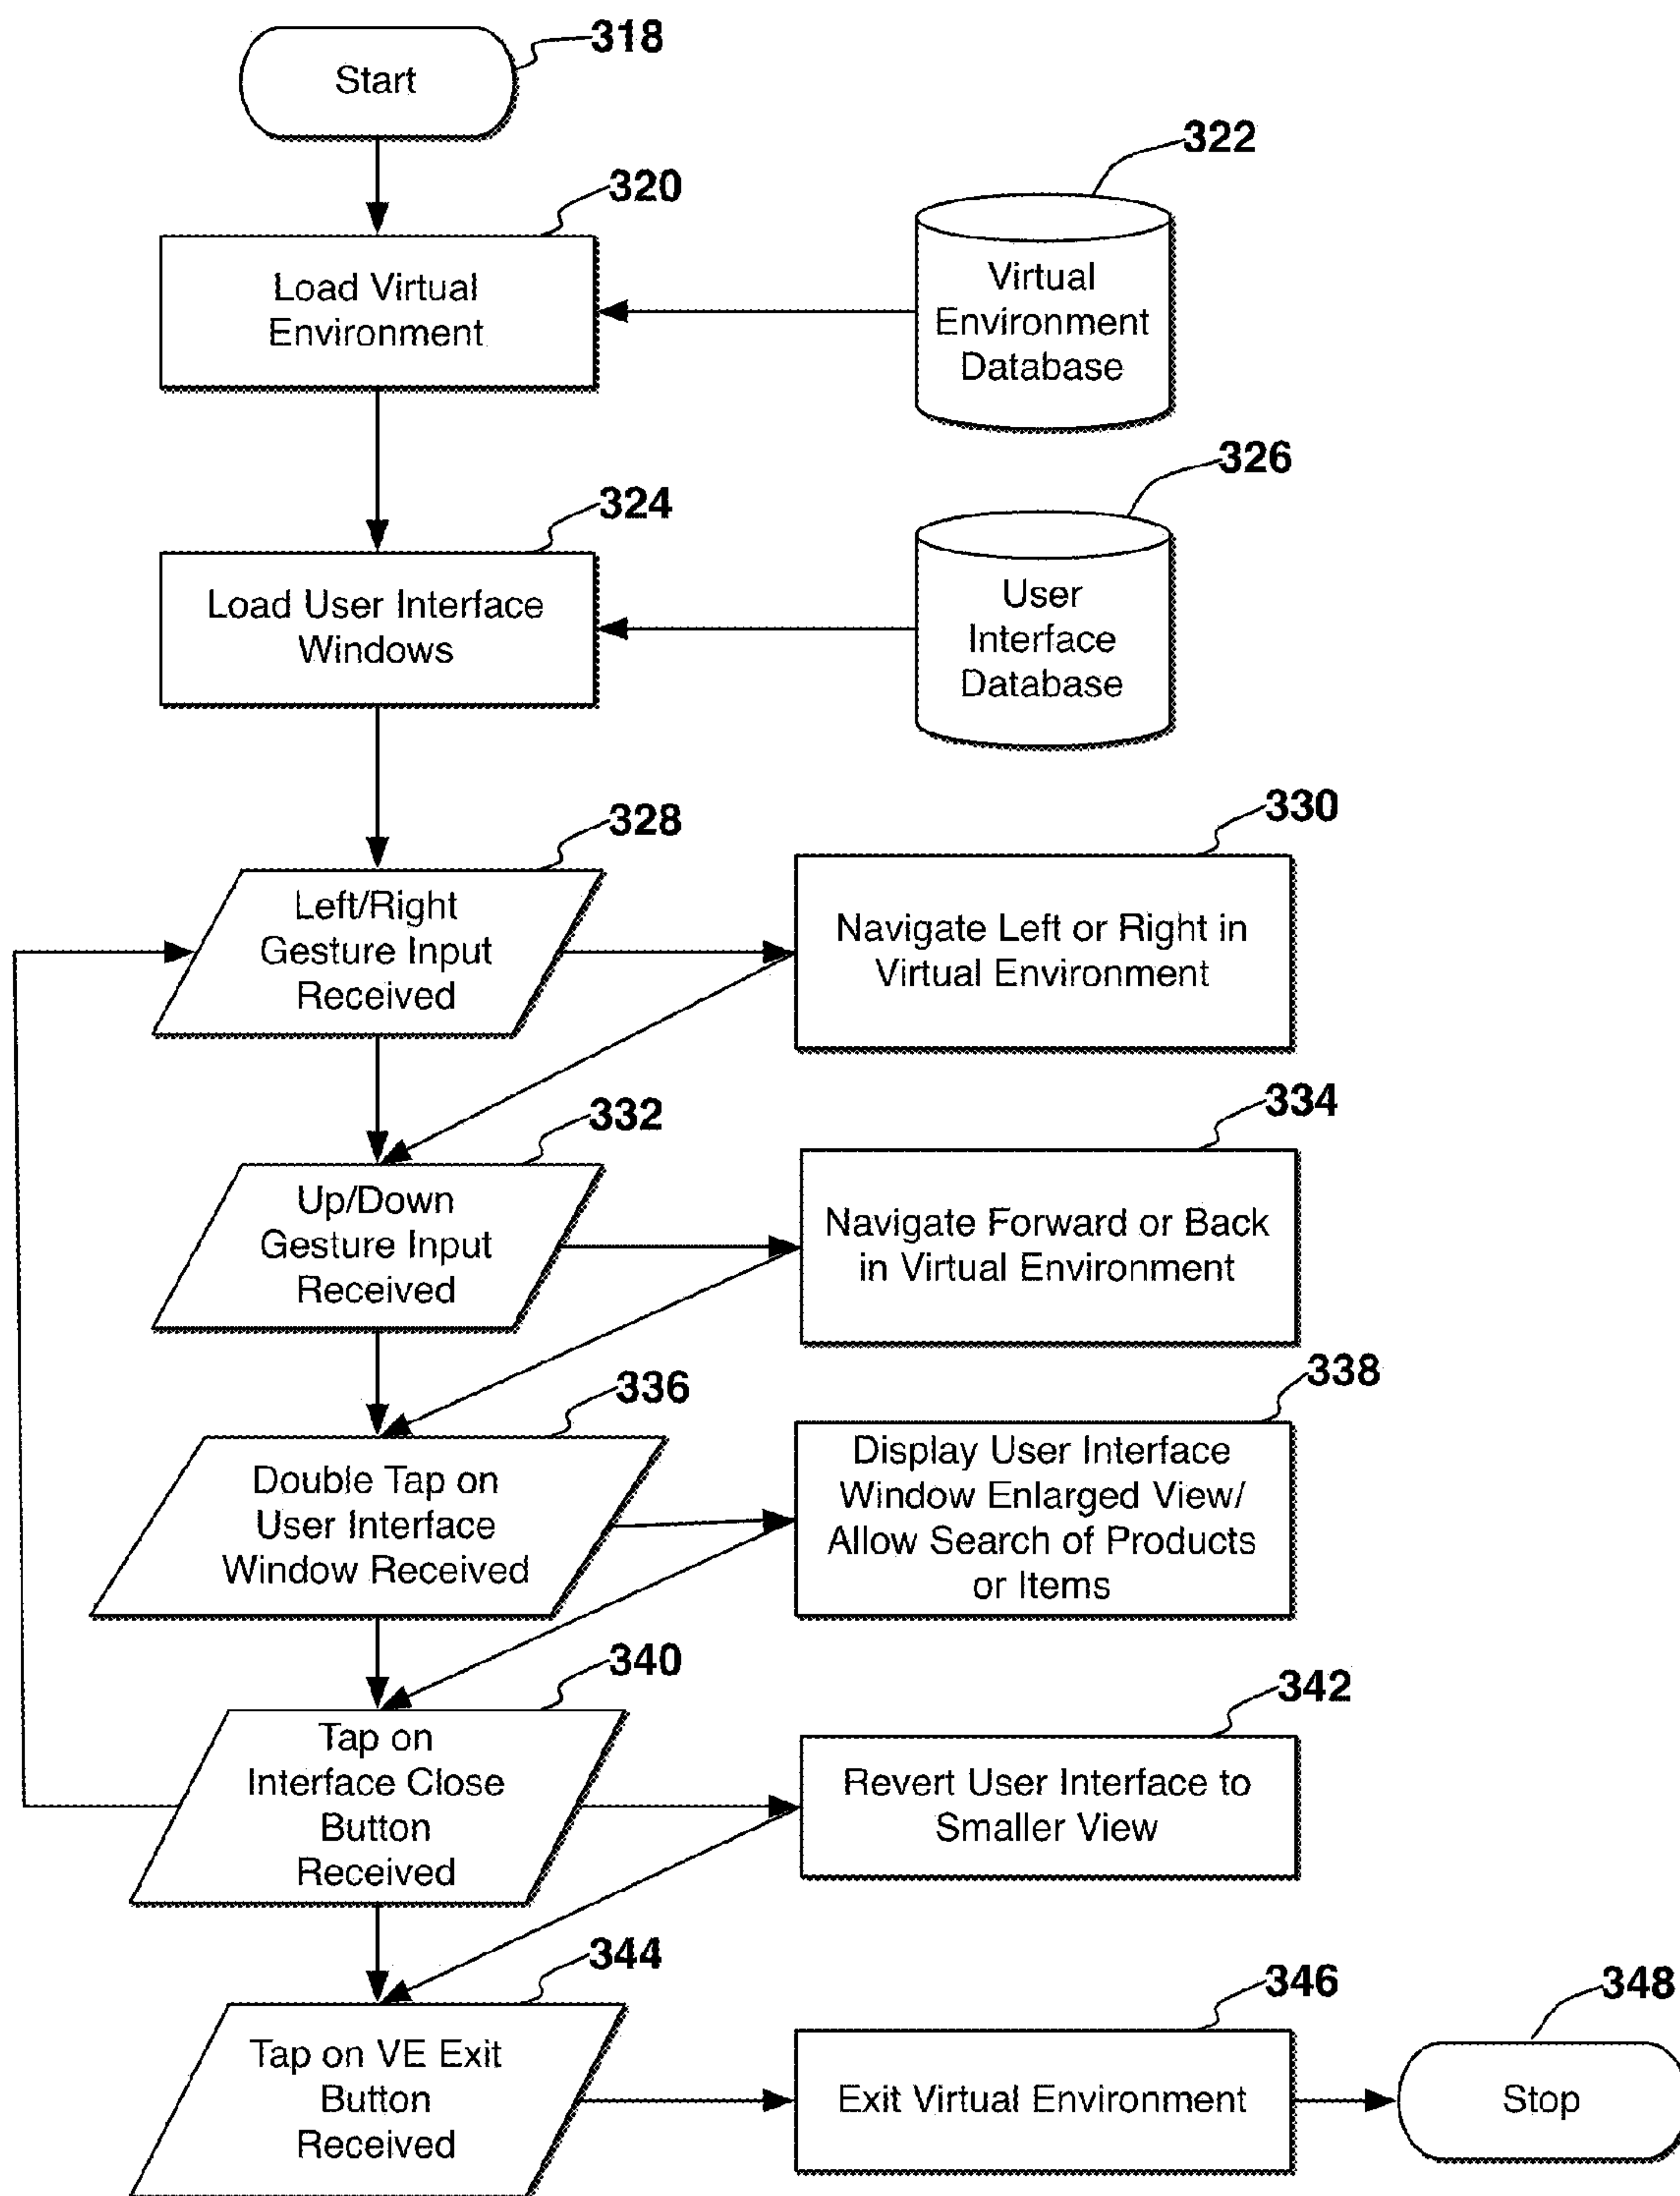 318
Start
322
320
Load Virtual
Environment
Virtual
Environment
Database
326
324
Load User Interface
Windows
User
Interface
Database
330
328
Left/Right
Gesture Input
Received
Navigate Left or Right in
Virtual Environment
334
332
Up/Down
Gesture Input
Received
Navigate Forward or Back
in Virtual Environment
338
336
Double Tap on
User Interface
Window Received
Display User Interface
Window Enlarged View/
Allow Search of Products
or Items
340
342
Tap on
Interface Close
Button
Received
Revert User Interface to
Smaller View
344
346
348
Tap on VE Exit
Button
Received
Exit Virtual Environment
Stop